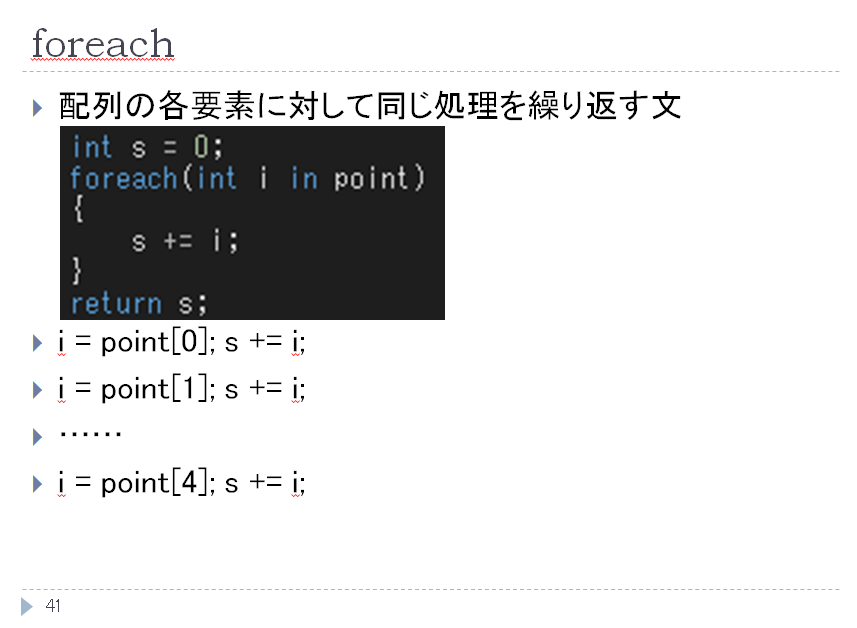 foreach
配列の各要素に対して同じ処理を繰り返す文
int s = 0;
foreach(int i in point)
{
    s += i;
}
return s;
i = point[0]; s += i;
i = point[1]; s += i;
……
i = point[4]; s += i;
41